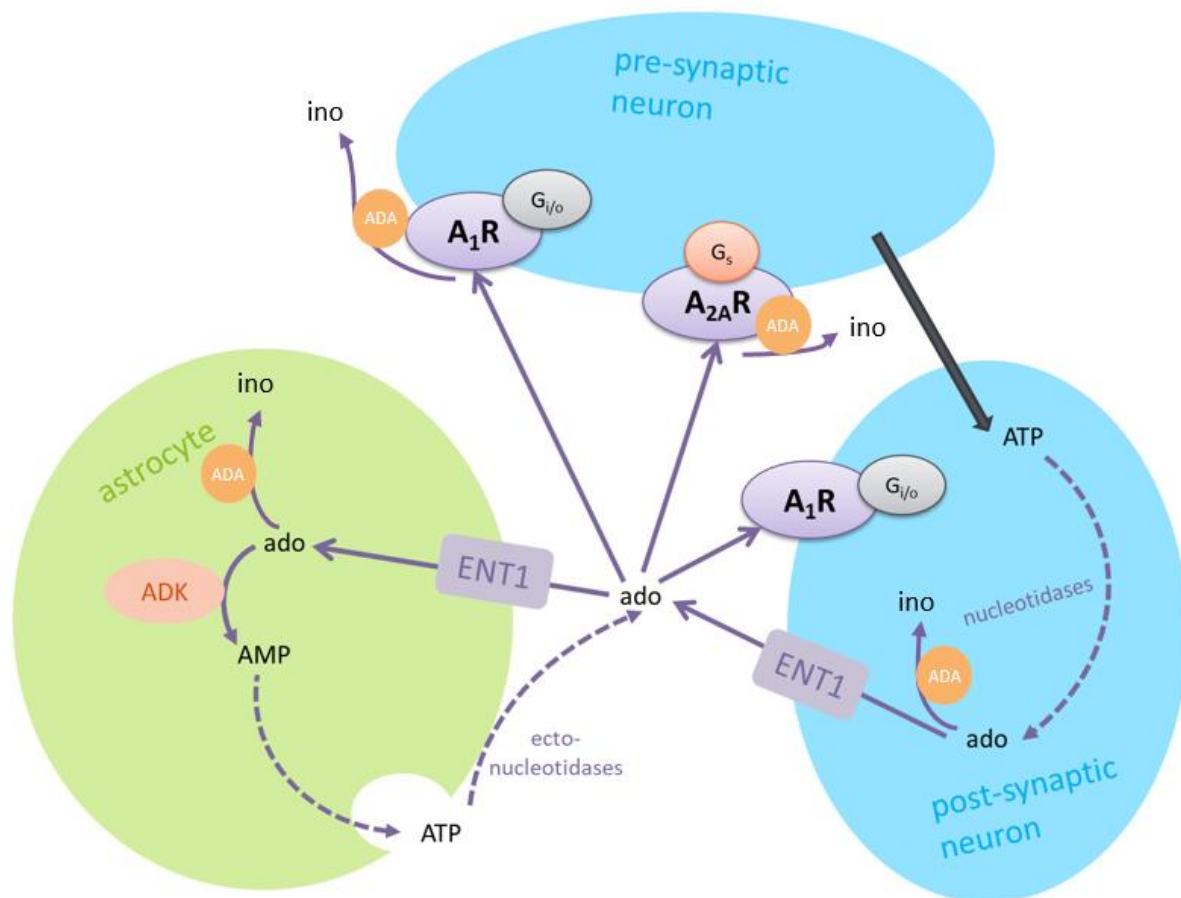 pre-synaptic
neuron
ino
ADA
A₁R
Gᵢ/ₒ
Gₛ
A₂ₐR
ADA
ino
ino
astrocyte
ADA
ado
ADK
AMP
ENT1
ado
A₁R
Gᵢ/ₒ
ATP
nucleotidases
ino
ADA
ENT1
ado
ecto-
nucleotidases
ATP
post-synaptic
neuron